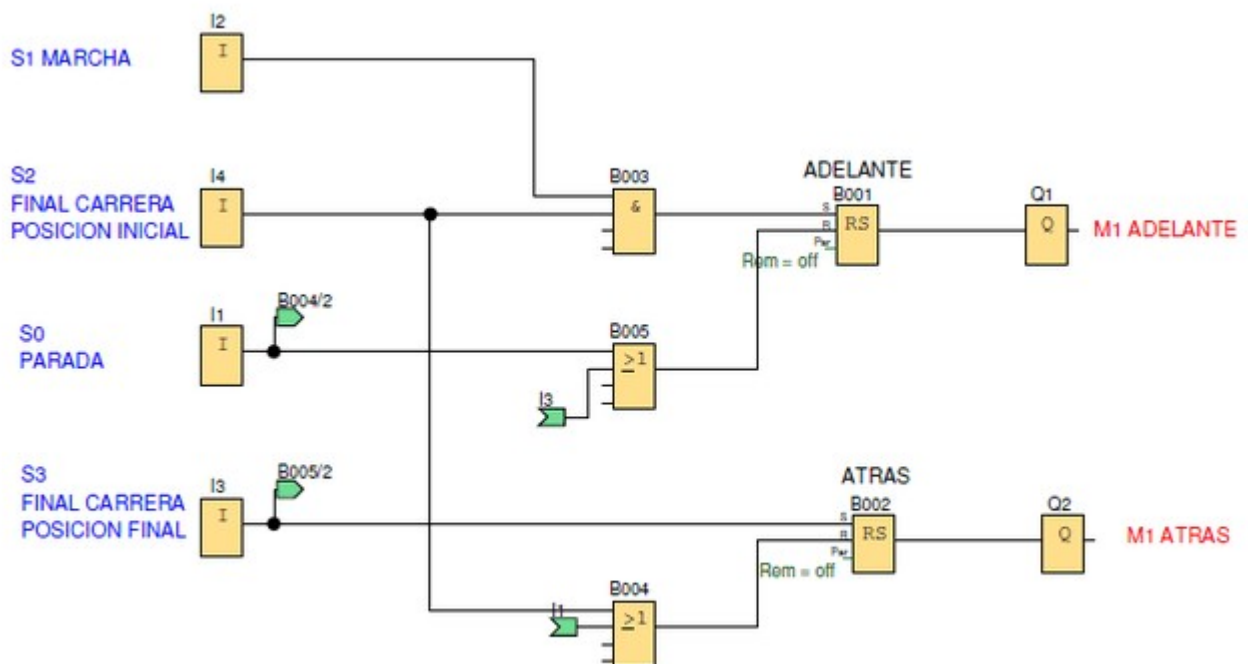 I2
I
S1 MARCHA
S2
FINAL CARRERA
POSICION INICIAL
I4
I
B003
&
ADELANTE
B001
S
R
Par
RS
Rem = off
Q1
Q
M1 ADELANTE
S0
PARADA
I1
I
B004/2
B005
≥1
I3
S3
FINAL CARRERA
POSICION FINAL
I3
I
B005/2
ATRAS
B002
S
R
Par
RS
Rem = off
Q2
Q
M1 ATRAS
B004
≥1
I1